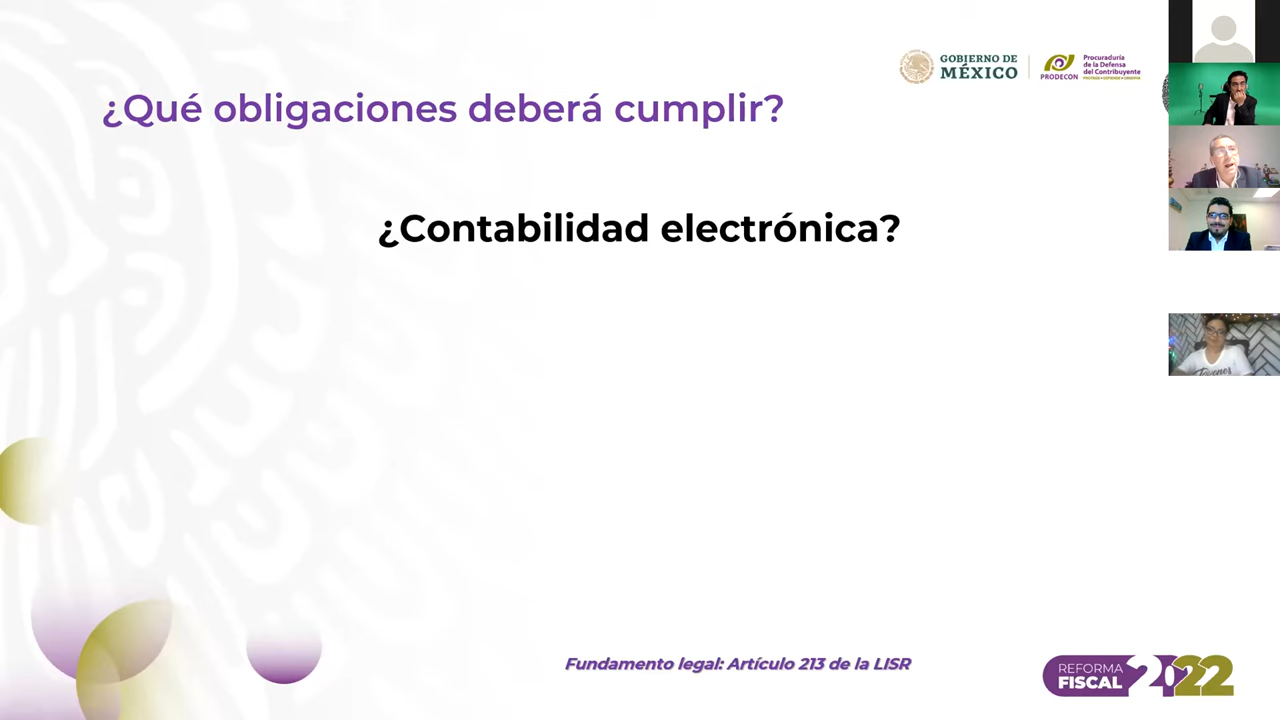 GOBIERNO DE
MÉXICO
PRODECON
Procuraduría
de la Defensa
del Contribuyente
¿Qué obligaciones deberá cumplir?
¿Contabilidad electrónica?
Fundamento legal: Artículo 213 de la LISR
REFORMA
FISCAL 2022